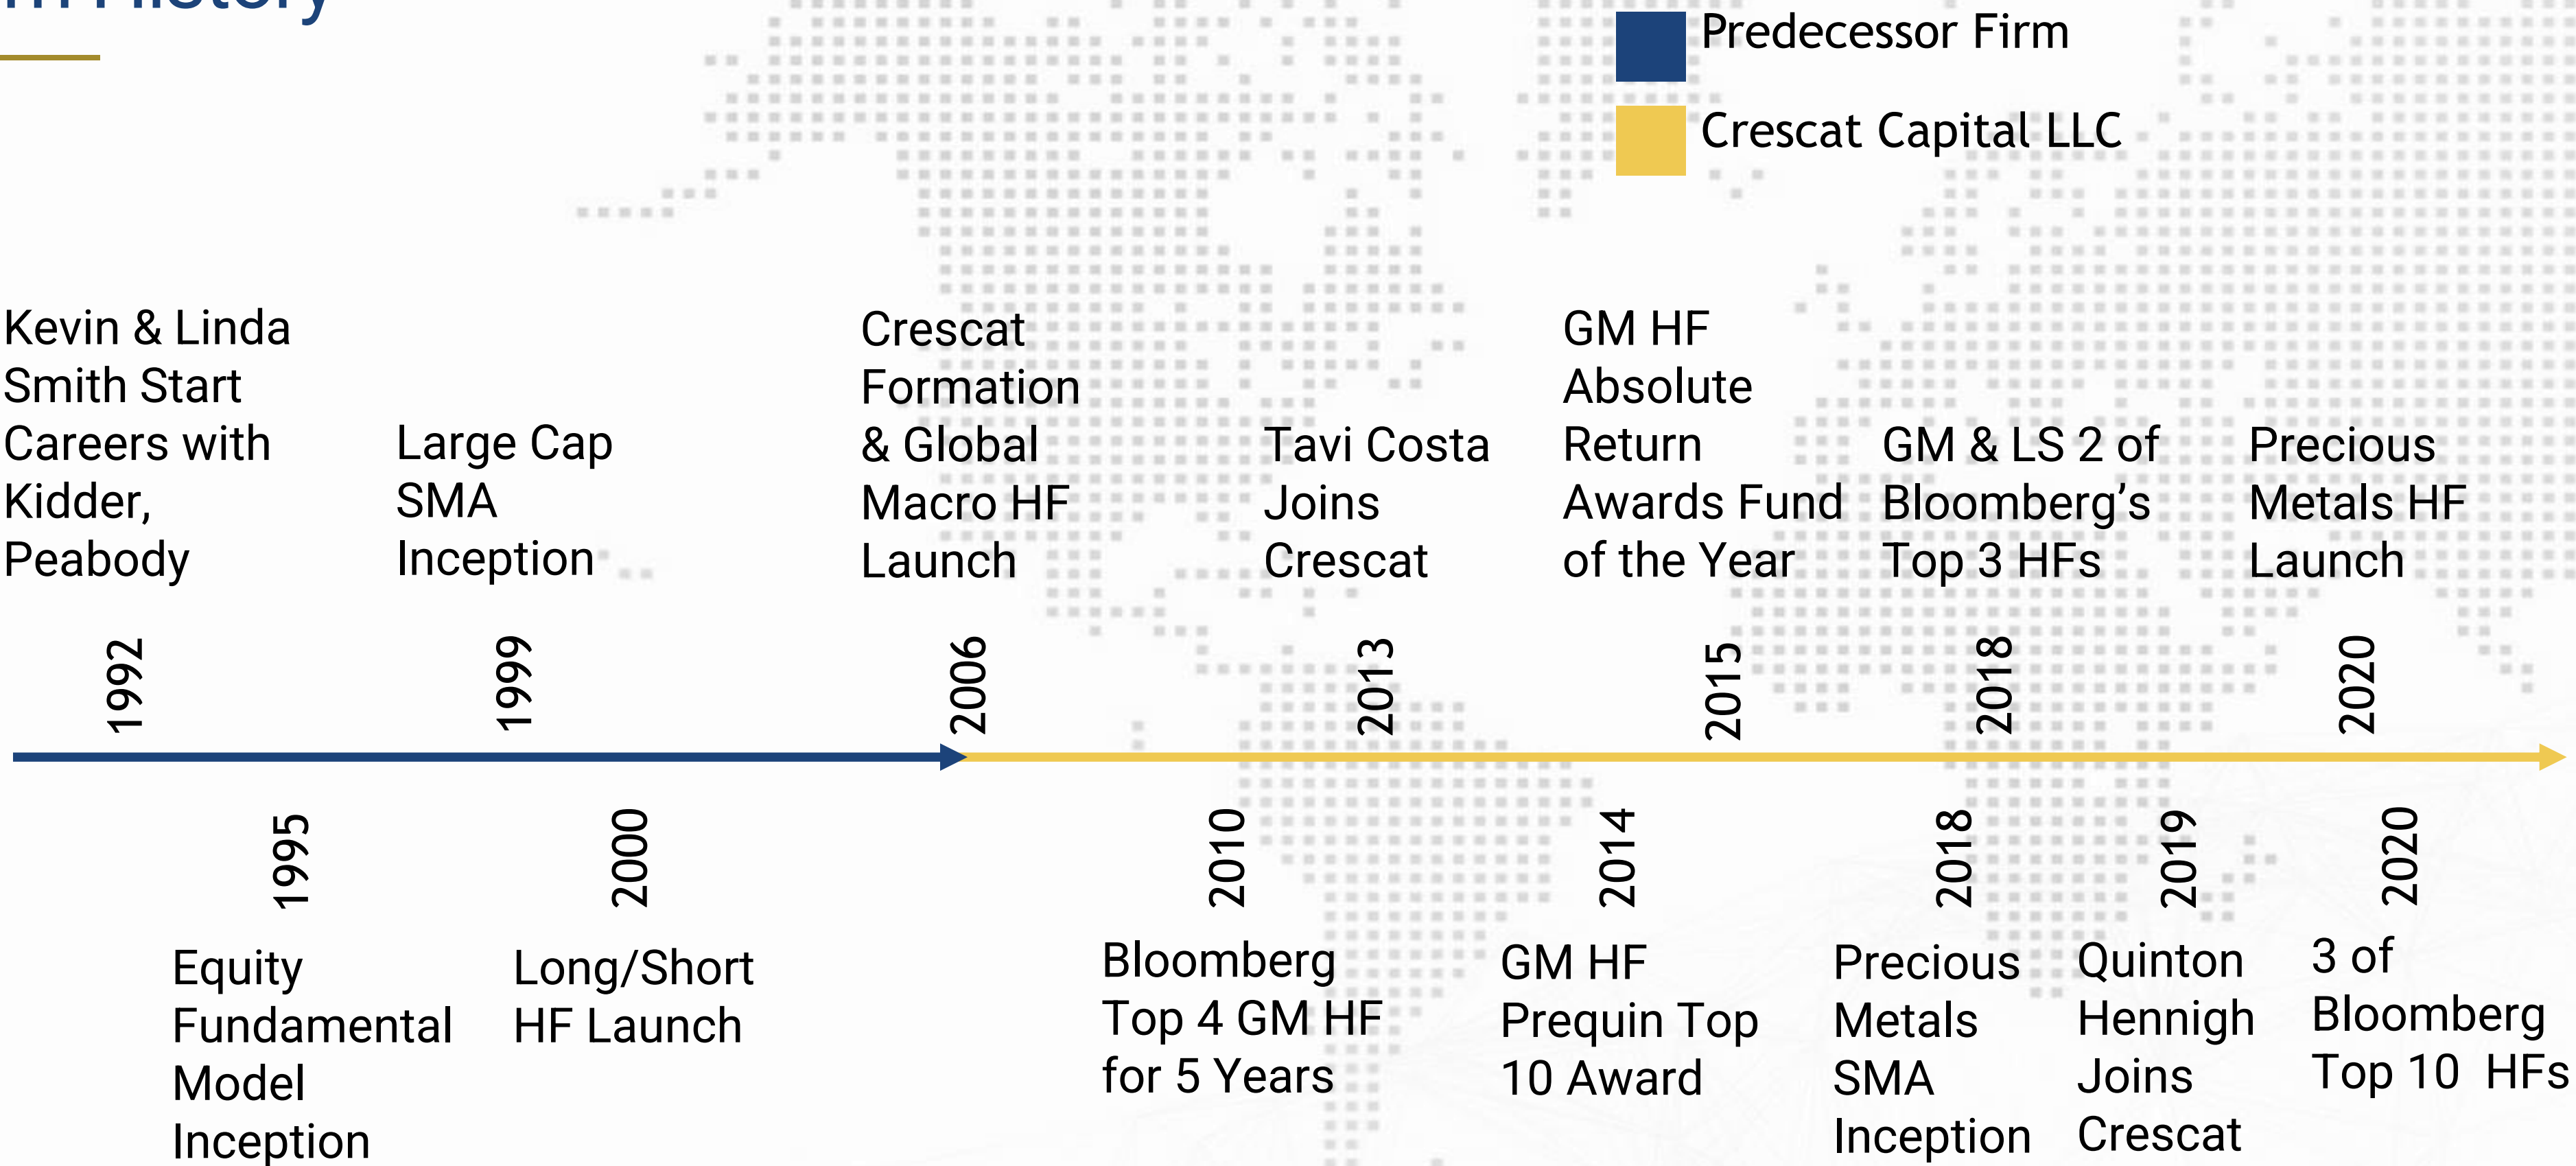 History
Predecessor Firm
Crescat Capital LLC
Kevin & Linda
Smith Start
Careers with
Kidder,
Peabody
Large Cap
SMA
Inception
Crescat
Formation
& Global
Macro HF
Launch
Tavi Costa
Joins
Crescat
GM HF
Absolute
Return
Awards Fund
of the Year
GM & LS 2 of
Bloomberg’s
Top 3 HFs
Precious
Metals HF
Launch
1992
1999
2006
2013
2015
2018
2020
1995
2000
2010
2014
2018
2019
2020
Equity
Fundamental
Model
Inception
Long/Short
HF Launch
Bloomberg
Top 4 GM HF
for 5 Years
GM HF
Prequin Top
10 Award
Precious
Metals
SMA
Inception
Quinton
Hennigh
Joins
Crescat
3 of
Bloomberg
Top 10 HFs